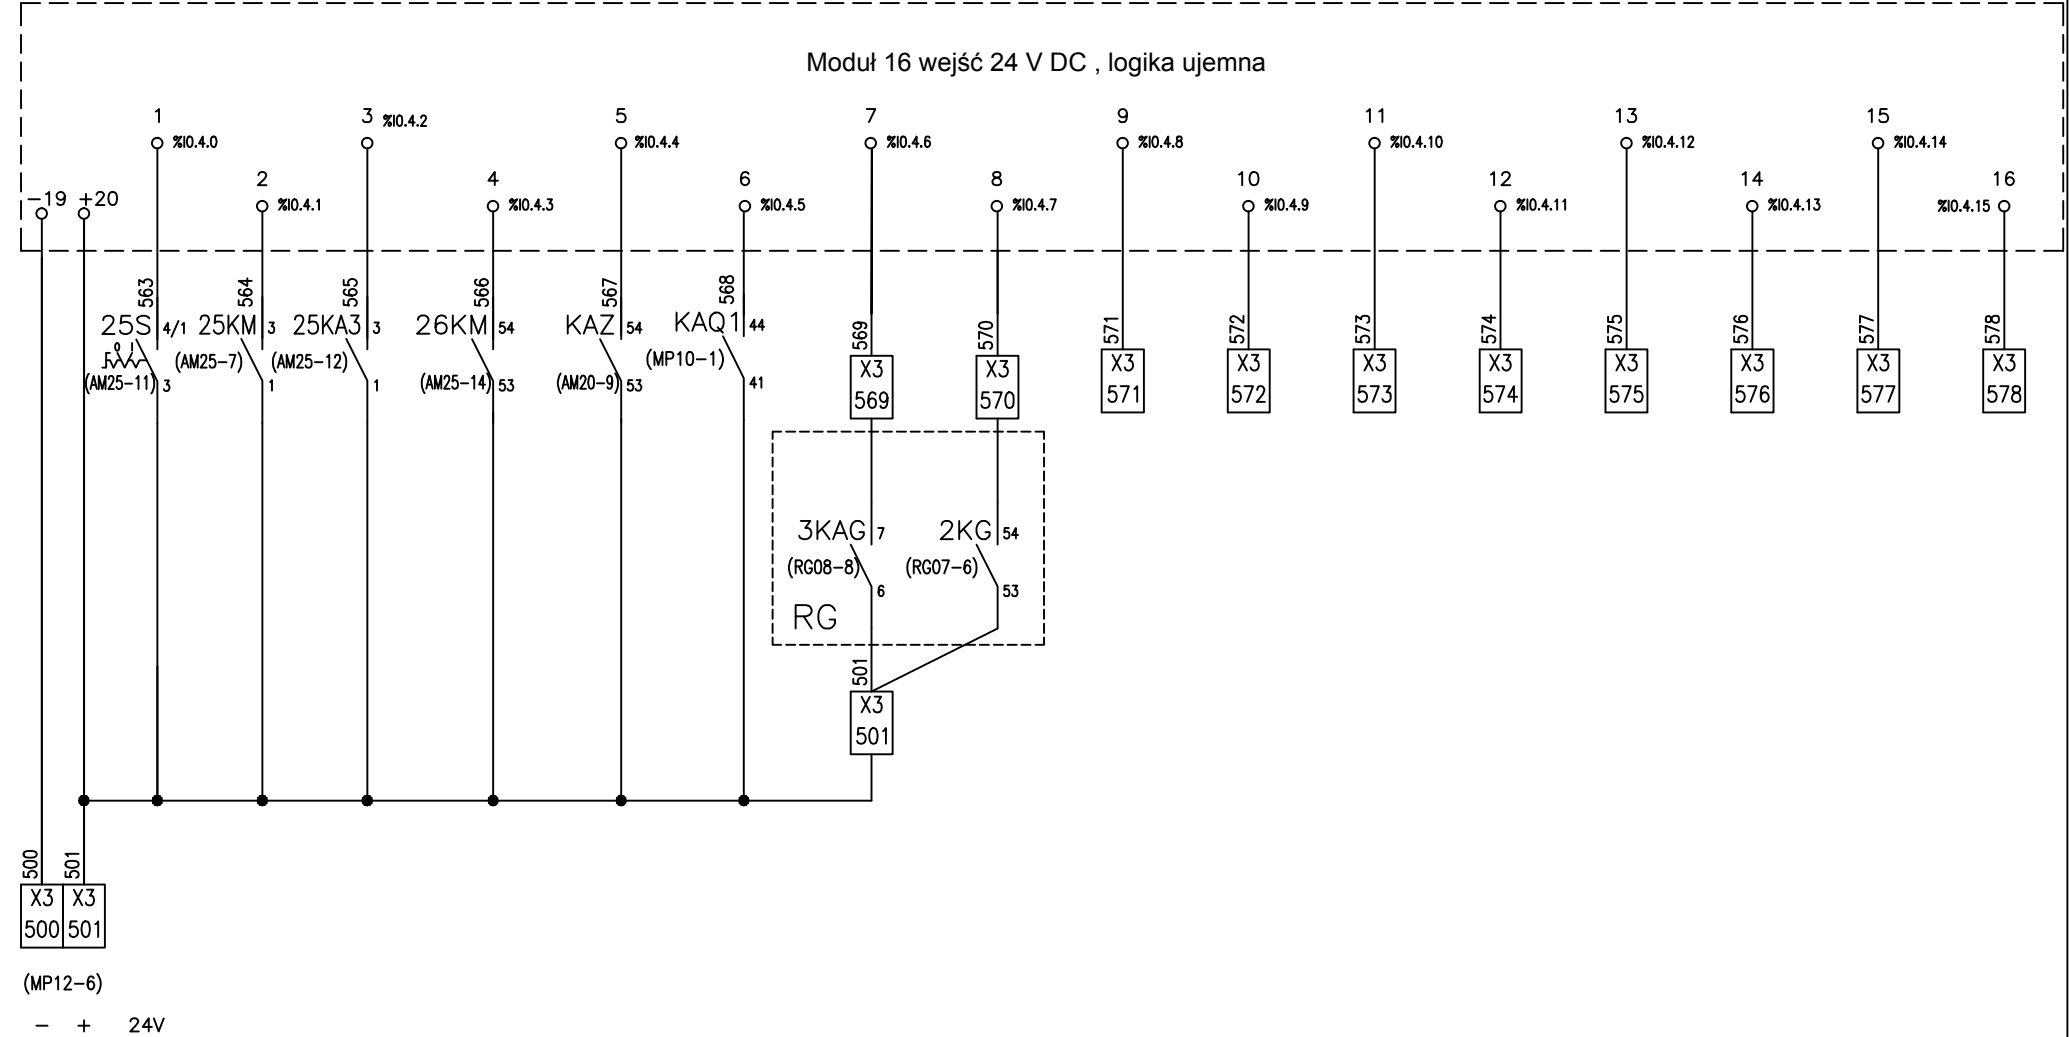 Moduł 16 wejść 24 V DC , logika ujemna
1 3 5 7 9 11 13 15
%I0.4.0 %I0.4.2 %I0.4.4 %I0.4.6 %I0.4.8 %I0.4.10 %I0.4.12 %I0.4.14
-19 +20 2 4 6 8 10 12 14 16
%I0.4.1 %I0.4.3 %I0.4.5 %I0.4.7 %I0.4.9 %I0.4.11 %I0.4.13 %I0.4.15
563 564 565 566 567 568 569 570 571 572 573 574 575 576 577 578
25S 4/1 25KM 3 25KA3 3 26KM 54 KAZ 54 KAQ1 44
0 1
(AM25-11) 3 (AM25-7) 1 (AM25-12) 1 (AM25-14) 53 (AM20-9) 53 (MP10-1) 41
X3 X3 X3 X3 X3 X3 X3 X3 X3 X3
569 570 571 572 573 574 575 576 577 578
3KAG 7 2KG 54
(RG08-8) 6 (RG07-6) 53
RG
501
X3
501
500 501
X3 X3
500 501
(MP12-6)
- + 24V